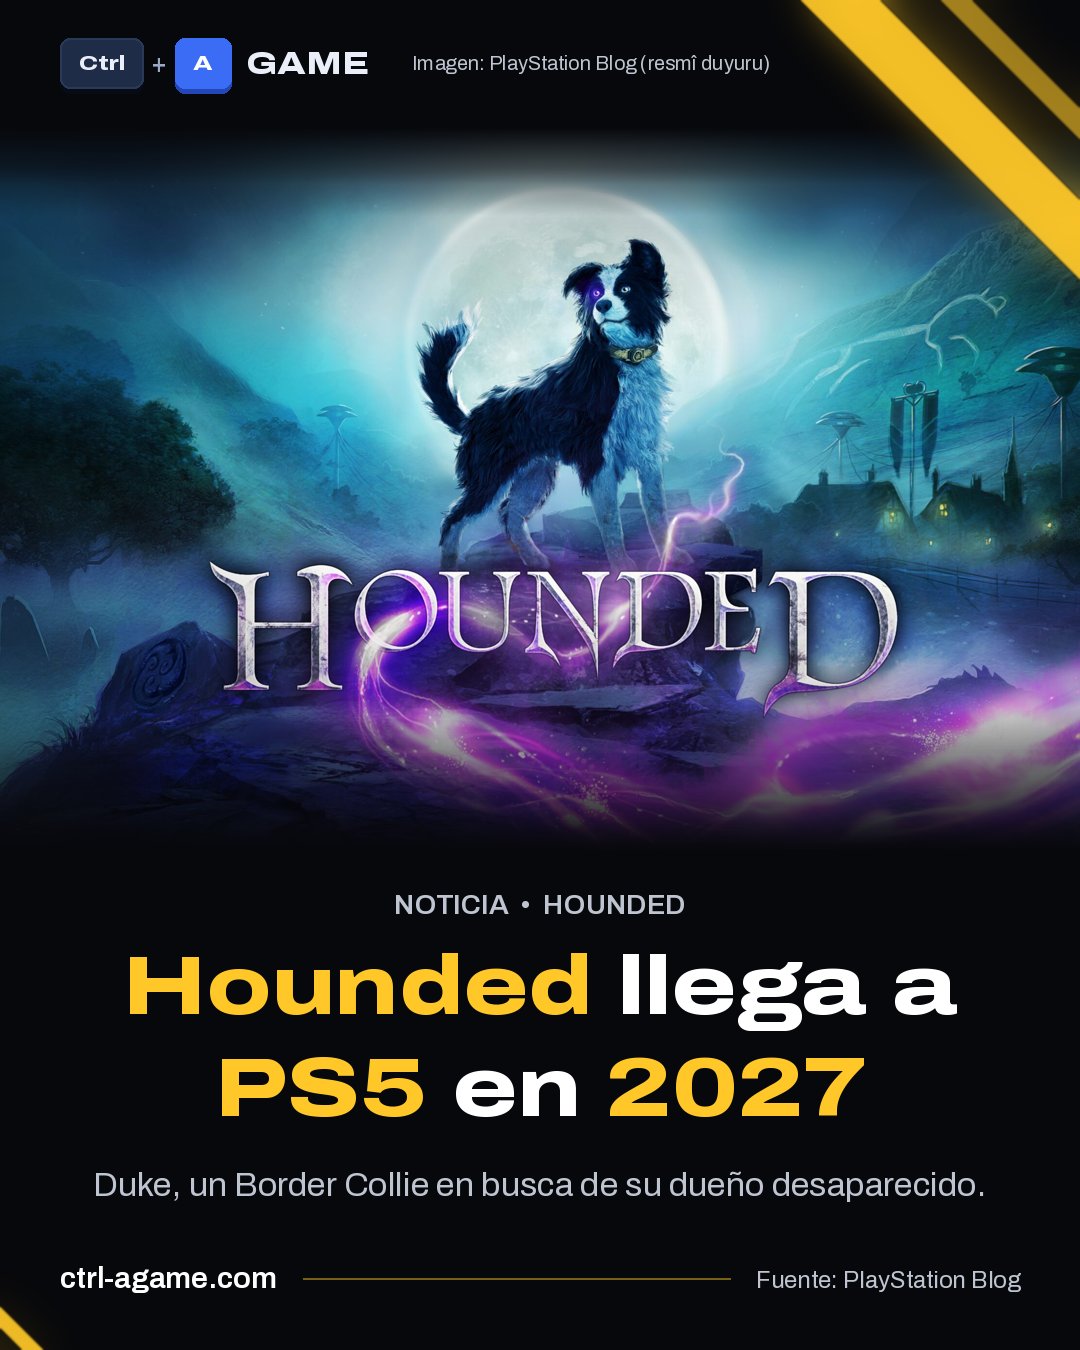 Ctrl + A GAME
Imagen: PlayStation Blog (resmî duyuru)
HOUNDED
NOTICIA • HOUNDED
Hounded llega a
PS5 en 2027
Duke, un Border Collie en busca de su dueño desaparecido.
ctrl-agame.com
Fuente: PlayStation Blog